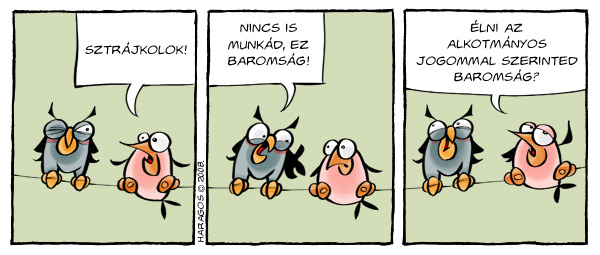 SZTRÁJKOLOK!
NINCS IS
MUNKÁD, EZ
BAROMSÁG!
HARAGOS © 2008.
ÉLNI AZ
ALKOTMÁNYOS
JOGOMMAL SZERINTED
BAROMSÁG?